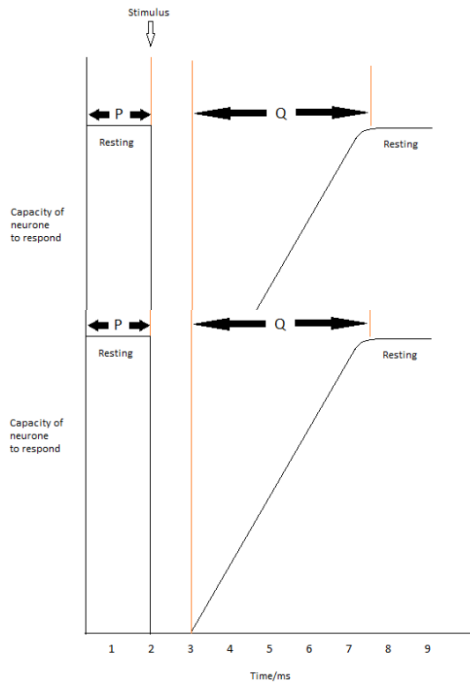 Stimulus
P
Q
Resting
Resting
Capacity of
neurone
to respond
P
Q
Resting
Resting
Capacity of
neurone
to respond
1 2 3 4 5 6 7 8 9
Time/ms